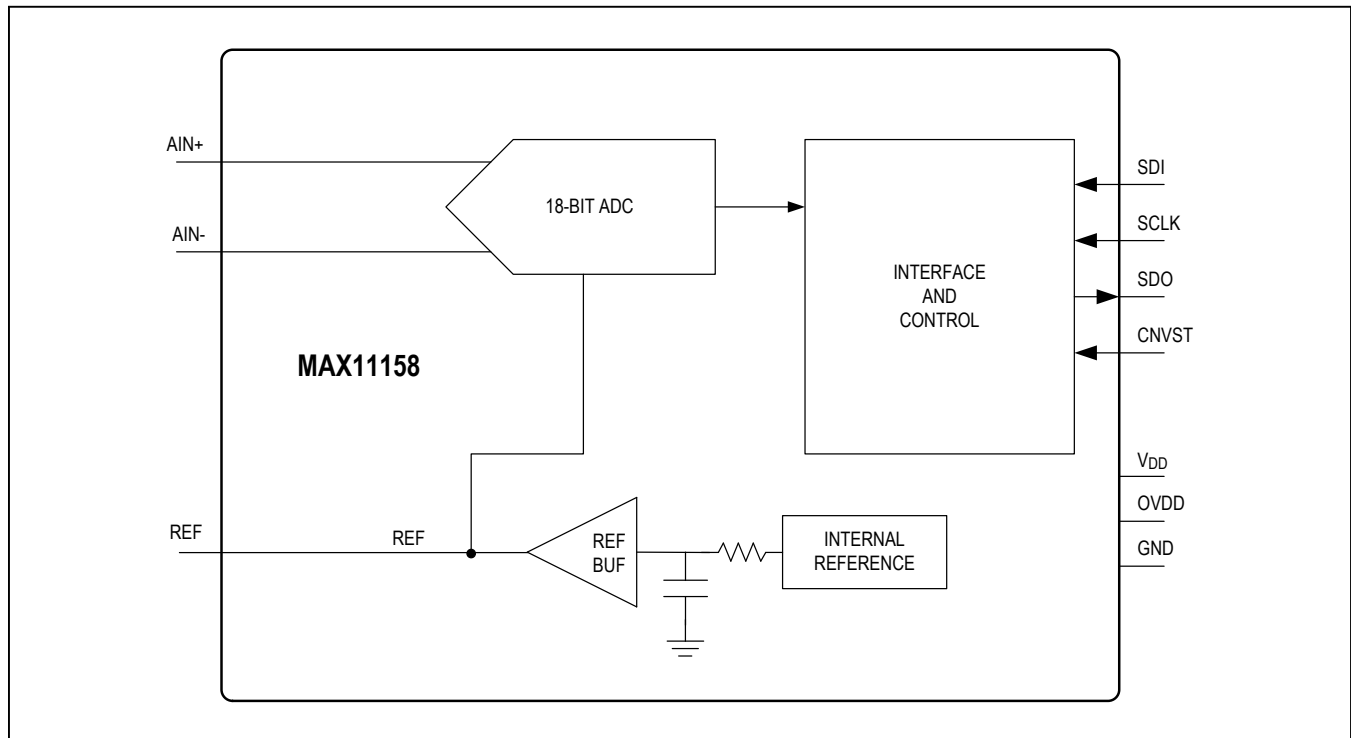 AIN+
AIN-
18-BIT ADC
INTERFACE
AND
CONTROL
SDI
SCLK
SDO
CNVST
MAX11158
VDD
OVDD
GND
REF
REF
REF
BUF
INTERNAL
REFERENCE